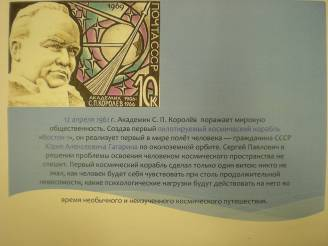 1969
ПОЧТА СССР
АКАДЕМИК
С.П.КОРОЛЕВ
1906
1966
10К
12 апреля 1961 г. Академик С. П. Королёв поражает мировую
общественность. Создав первый пилотируемый космический корабль
«Восток-1», он реализует первый в мире полёт человека — гражданина СССР
Юрия Алексеевича Гагарина по околоземной орбите. Сергей Павлович в
решении проблемы освоения человеком космического пространства не
спешит. Первый космический корабль сделал только один виток: никто не
знал, как человек будет себя чувствовать при столь продолжительной
невесомости, какие психологические нагрузки будут действовать на него во
время необычного и неизученного космического путешествия.